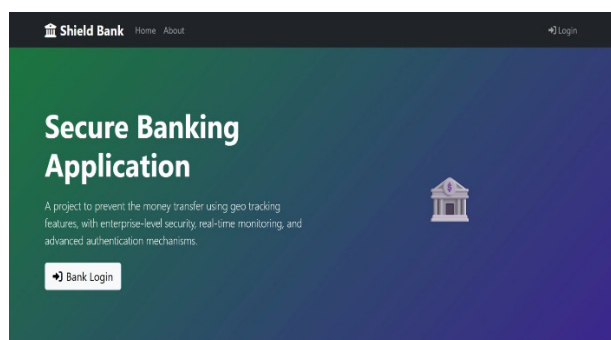 Shield Bank Home About Login
Secure Banking
Application
A project to prevent the money transfer using geo tracking
features, with enterprise-level security, real-time monitoring, and
advanced authentication mechanisms.
Bank Login